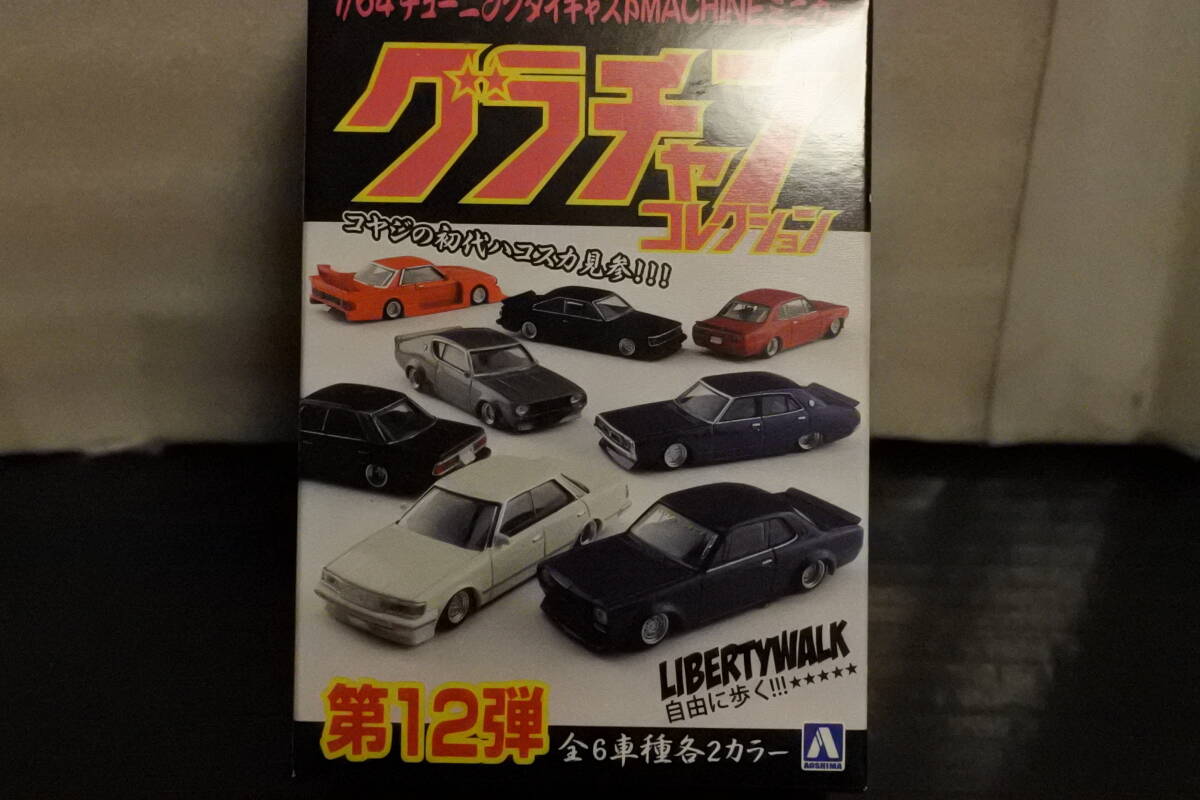 1/64チューニングダイキャストMACHINEミニカー
グラチャン
コレクション
コヤジの初代ハコスカ見参!!!
LIBERTYWALK
自由に歩く!!!★★★★★
第12弾
全6車種各2カラー
AOSHIMA